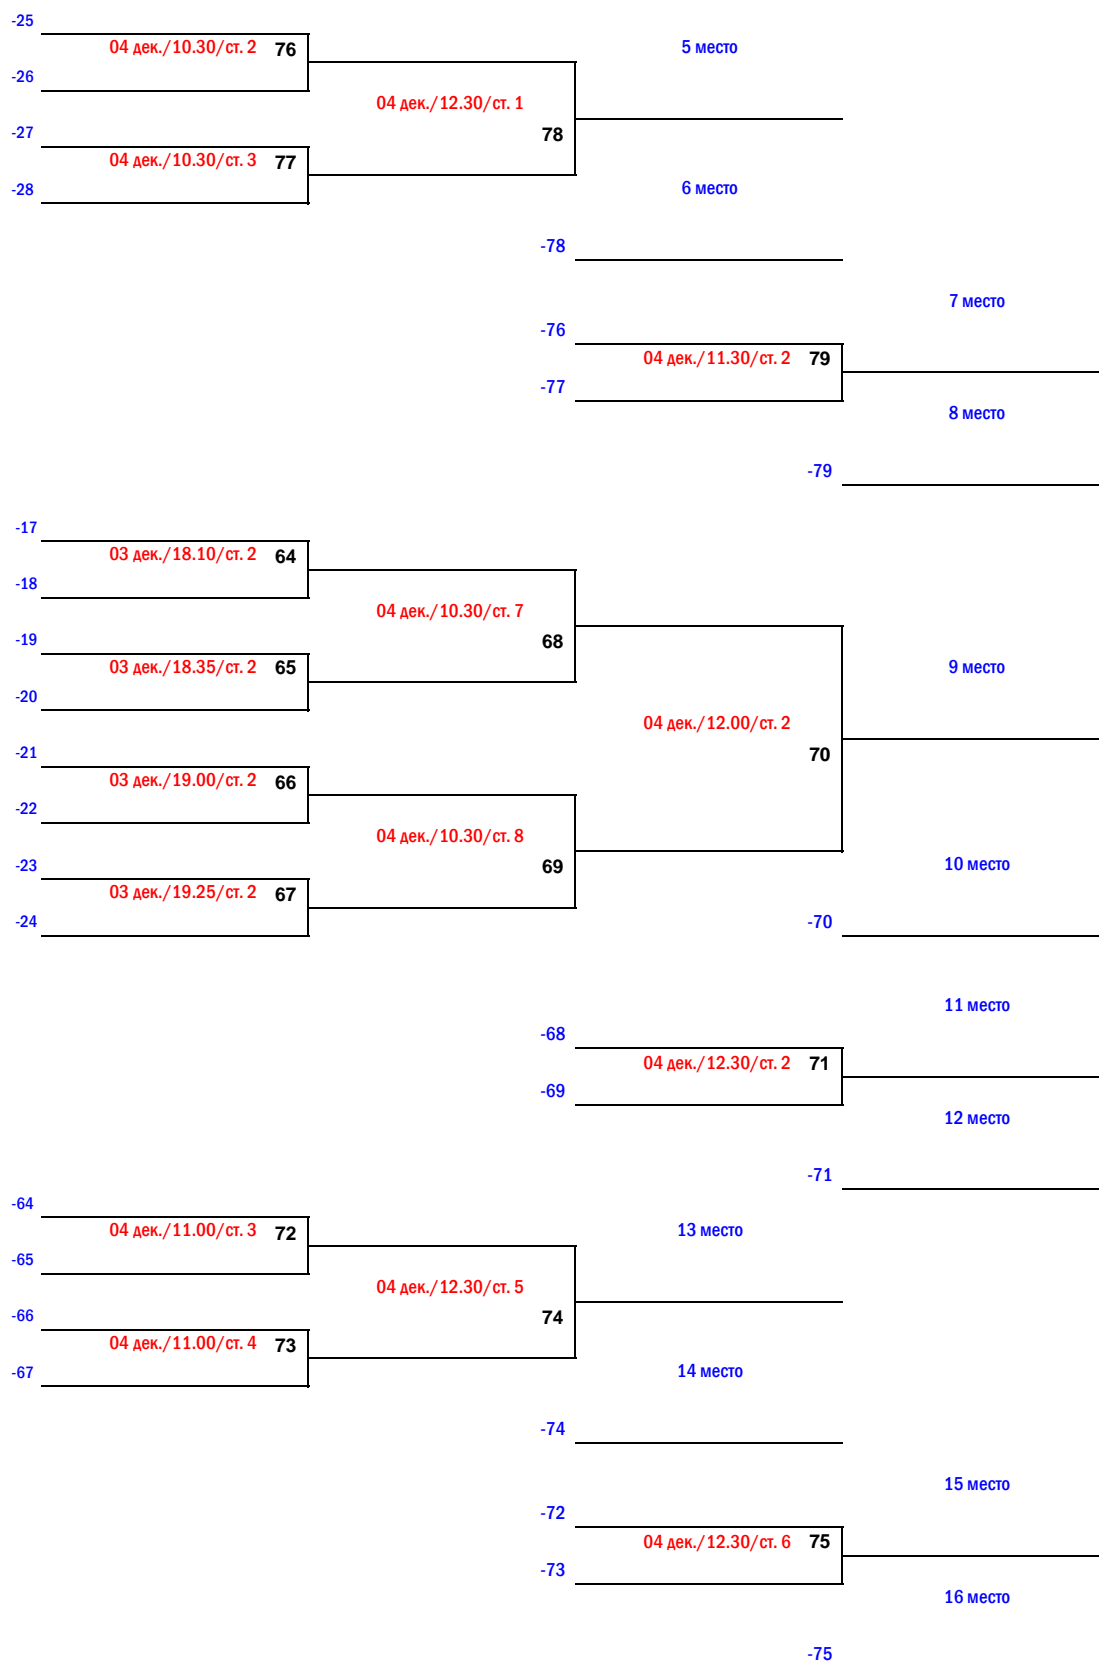 -25
04 дек./10.30/ст. 2 76
5 место
-26
04 дек./12.30/ст. 1
-27
78
04 дек./10.30/ст. 3 77
-28
6 место
-78
7 место
-76
04 дек./11.30/ст. 2 79
-77
8 место
-79
-17
03 дек./18.10/ст. 2 64
-18
04 дек./10.30/ст. 7
-19
68
03 дек./18.35/ст. 2 65
9 место
-20
04 дек./12.00/ст. 2
-21
70
03 дек./19.00/ст. 2 66
-22
04 дек./10.30/ст. 8
-23
69
10 место
03 дек./19.25/ст. 2 67
-24
-70
11 место
-68
04 дек./12.30/ст. 2 71
-69
12 место
-71
-64
04 дек./11.00/ст. 3 72
13 место
-65
04 дек./12.30/ст. 5
-66
74
04 дек./11.00/ст. 4 73
-67
14 место
-74
15 место
-72
04 дек./12.30/ст. 6 75
-73
16 место
-75